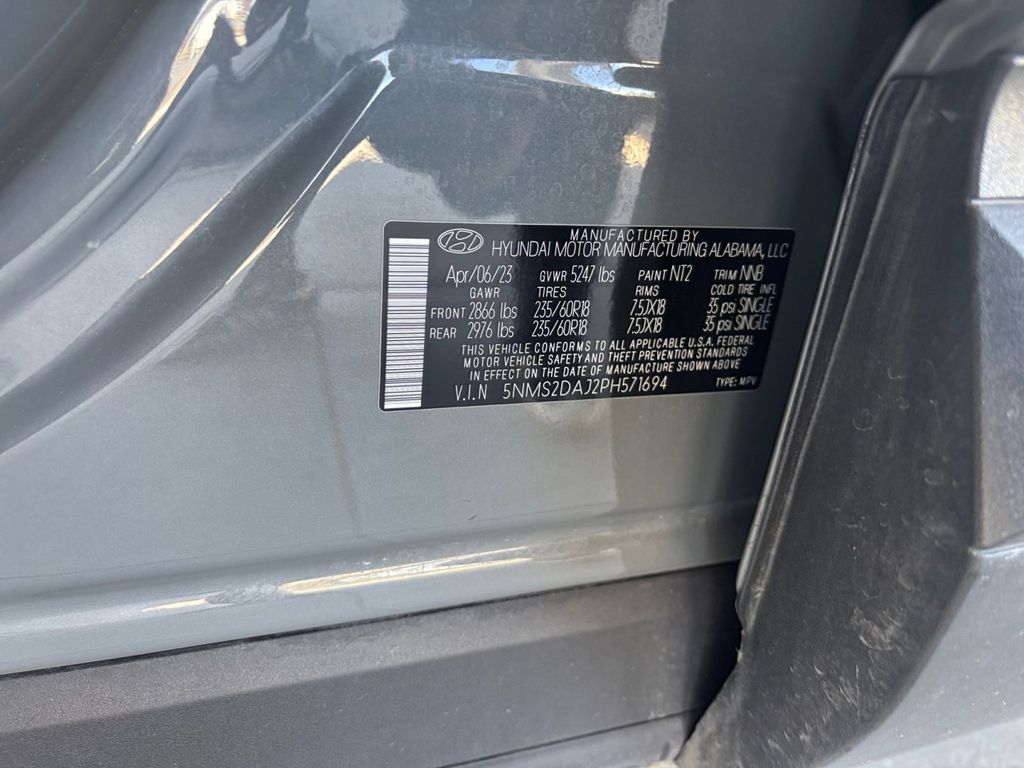 MANUFACTURED BY
HYUNDAI MOTOR MANUFACTURING ALABAMA, LLC
Apr/06/23 GVWR 5247 lbs PAINT NT2 TRIM NNB
GAWR TIRES RIMS COLD TIRE INFL
FRONT 2866 lbs 235/60R18 7.5JX18 35 psi SINGLE
REAR 2976 lbs 235/60R18 7.5JX18 35 psi SINGLE
THIS VEHICLE CONFORMS TO ALL APPLICABLE U.S.A. FEDERAL
MOTOR VEHICLE SAFETY AND THEFT PREVENTION STANDARDS
IN EFFECT ON THE DATE OF MANUFACTURE SHOWN ABOVE
V.I.N 5NMS2DAJ2PH571694 TYPE: MPV